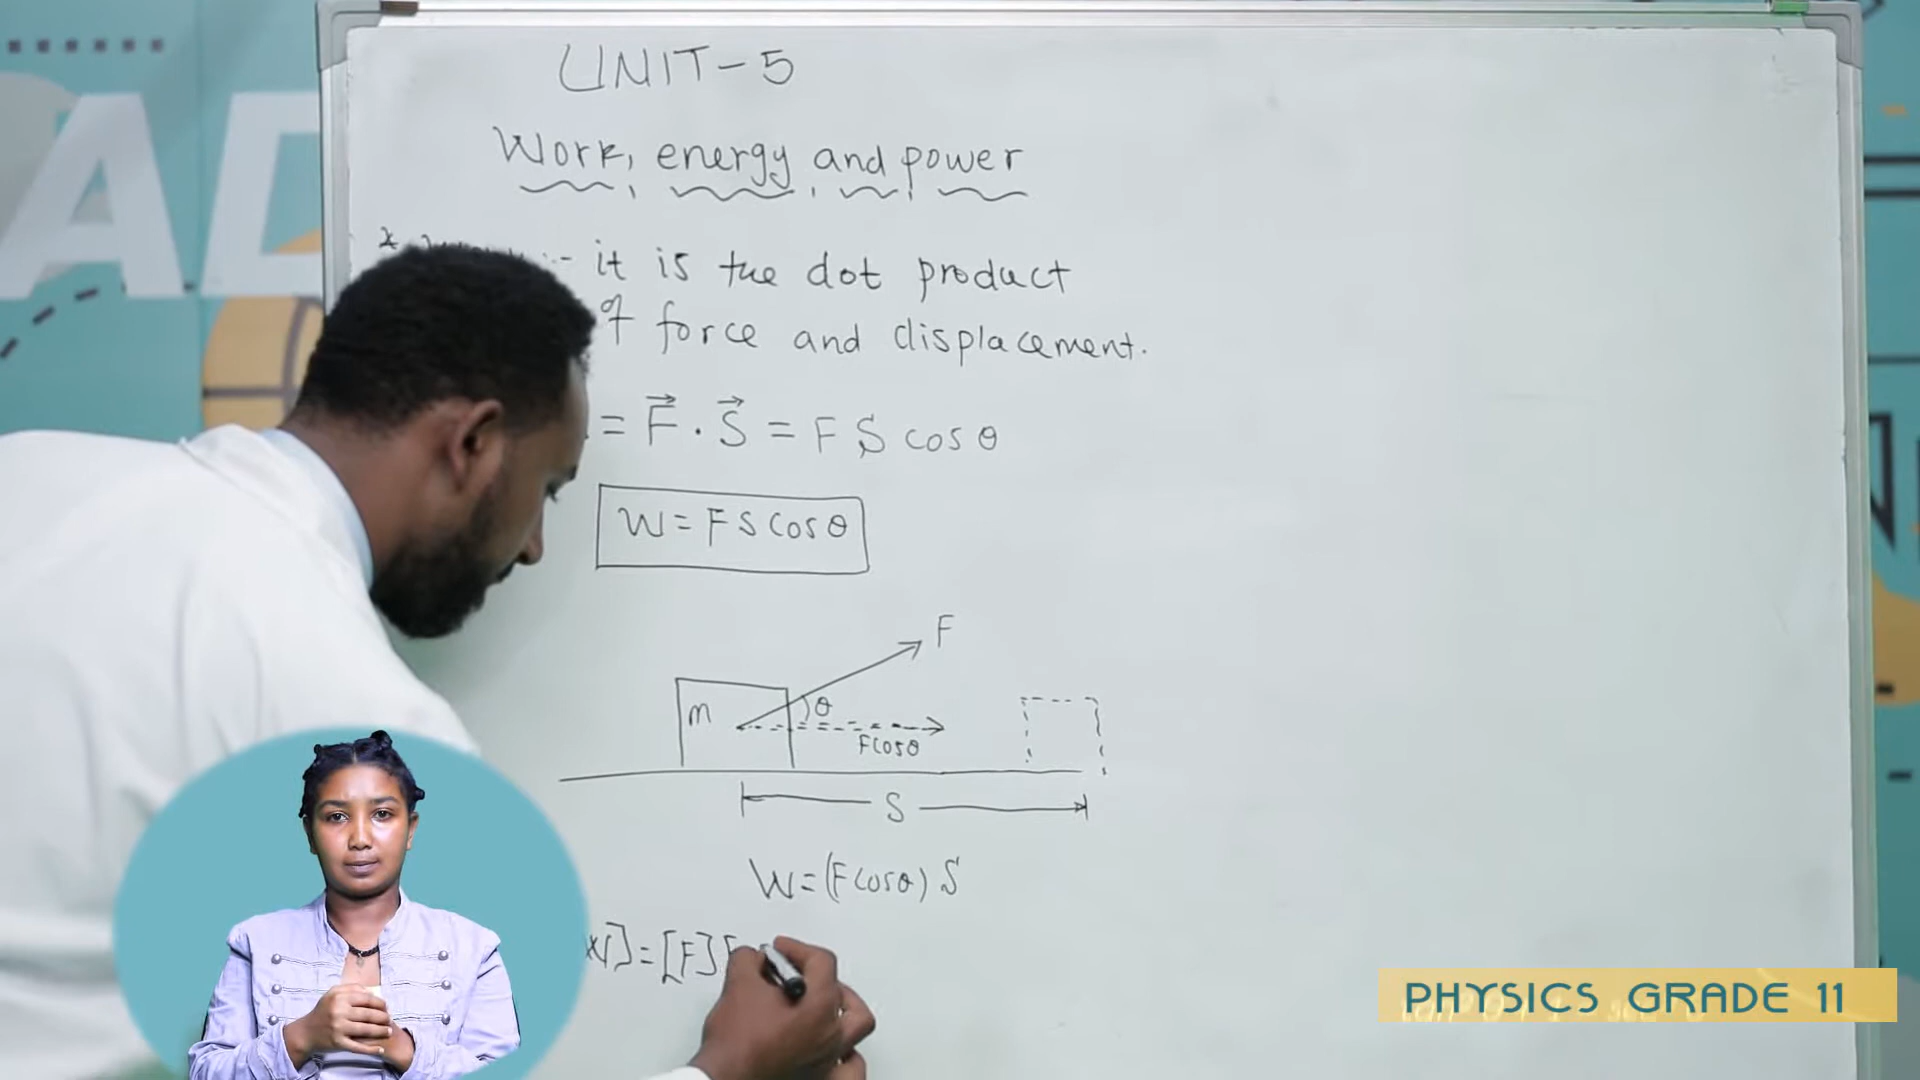 UNIT-5
Work, energy and power
it is the dot product
of force and displacement.
= F⃗ . S⃗ = F S cos θ
W = F S cos θ
F
m
θ
Fcosθ
S
W = (F cos θ) S
W] = [F] [
PHYSICS GRADE 11